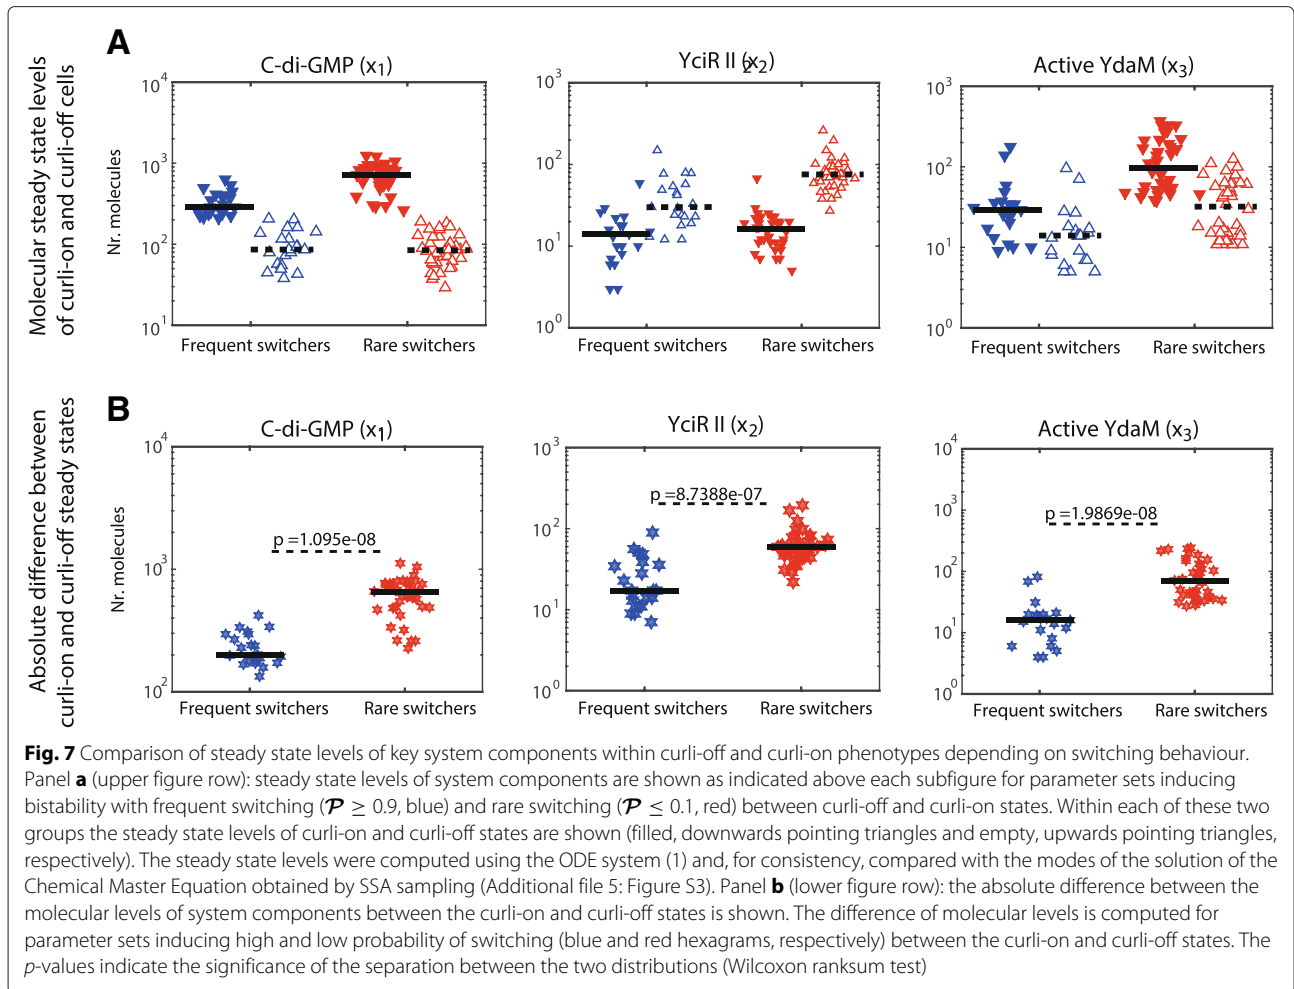 A
Molecular steady state levels
of curli-on and curli-off cells
C-di-GMP (x1)
Nr. molecules
10^4
10^3
10^2
10^1
Frequent switchers
Rare switchers
YciR II (x2)
2
10^3
10^2
10^1
10^0
Frequent switchers
Rare switchers
Active YdaM (x3)
10^3
10^2
10^1
10^0
Frequent switchers
Rare switchers
B
Absolute difference between
curli-on and curli-off steady states
C-di-GMP (x1)
Nr. molecules
10^4
10^3
10^2
p =1.095e-08
Frequent switchers
Rare switchers
YciR II (x2)
10^3
10^2
10^1
10^0
p =8.7388e-07
Frequent switchers
Rare switchers
Active YdaM (x3)
10^4
10^3
10^2
10^1
10^0
p =1.9869e-08
Frequent switchers
Rare switchers
Fig. 7 Comparison of steady state levels of key system components within curli-off and curli-on phenotypes depending on switching behaviour.
Panel a (upper figure row): steady state levels of system components are shown as indicated above each subfigure for parameter sets inducing
bistability with frequent switching (𝓟 ≥ 0.9, blue) and rare switching (𝓟 ≤ 0.1, red) between curli-off and curli-on states. Within each of these two
groups the steady state levels of curli-on and curli-off states are shown (filled, downwards pointing triangles and empty, upwards pointing triangles,
respectively). The steady state levels were computed using the ODE system (1) and, for consistency, compared with the modes of the solution of the
Chemical Master Equation obtained by SSA sampling (Additional file 5: Figure S3). Panel b (lower figure row): the absolute difference between the
molecular levels of system components between the curli-on and curli-off states is shown. The difference of molecular levels is computed for
parameter sets inducing high and low probability of switching (blue and red hexagrams, respectively) between the curli-on and curli-off states. The
p-values indicate the significance of the separation between the two distributions (Wilcoxon ranksum test)